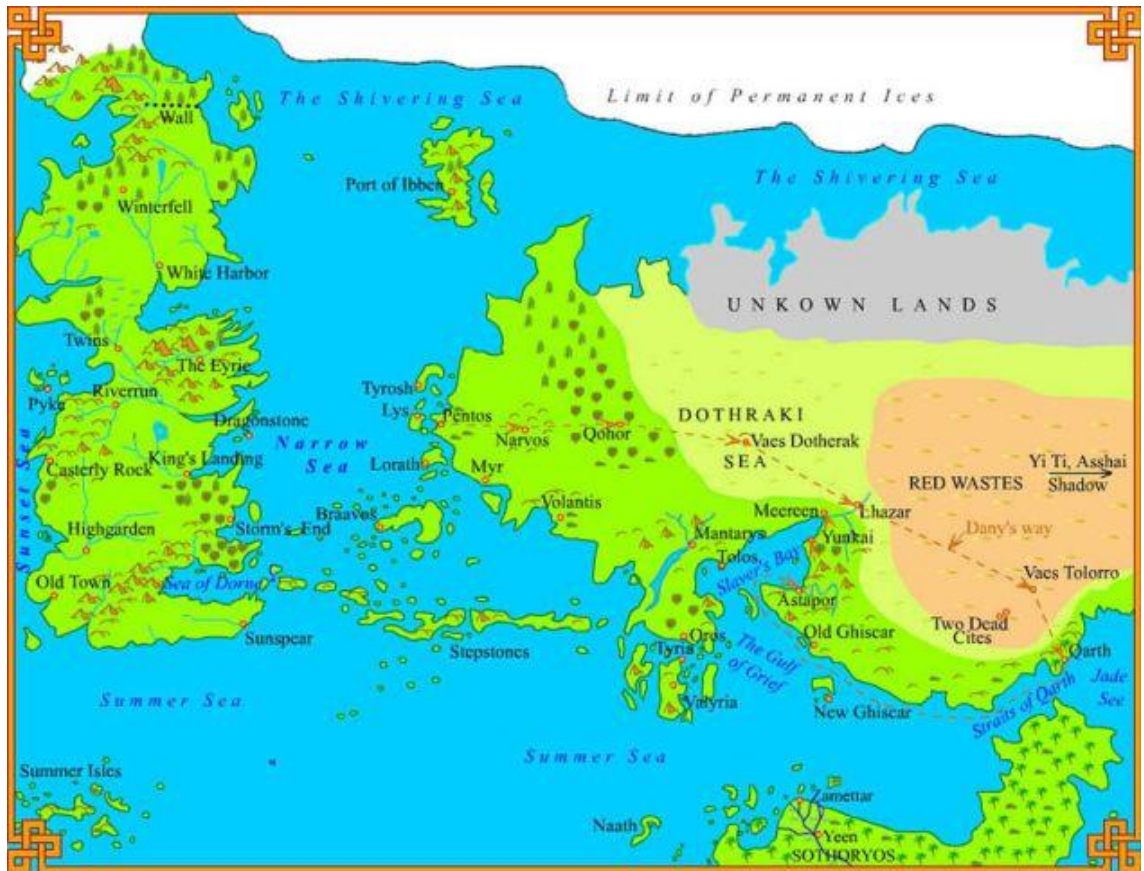 The Shivering Sea
Limit of Permanent Ices
Wall
Port of Ibben
The Shivering Sea
Winterfell
White Harbor
UNKOWN LANDS
Twins
The Eyrie
Riverrun
Pyke
Tyrosh
Lys
Pentos
Dragonstone
Narrow
Sea
Narvos
Qohor
DOTHRAKI
SEA
Vaes Dotherak
Sunset Sea
Casterly Rock
King's Landing
Lorath
Myr
Yi Ti, Asshai
Shadow
RED WASTES
Volantis
Braavos
Meereen
Lhazar
Highgarden
Storm's End
Mantarys
Yunkai
Dany's way
Tolos
Slaver's Bay
Vaes Tolorro
Old Town
Sea of Dorne
Astapor
Two Dead
Cites
Sunspear
Stepstones
Oros
Old Ghiscar
Tyria
The Gulf
of Grief
Qarth
Jade
See
Straits of Qarth
Summer Sea
Valyria
New Ghiscar
Summer Sea
Summer Isles
Zamettar
Naath
Yeen
SOTHORYOS